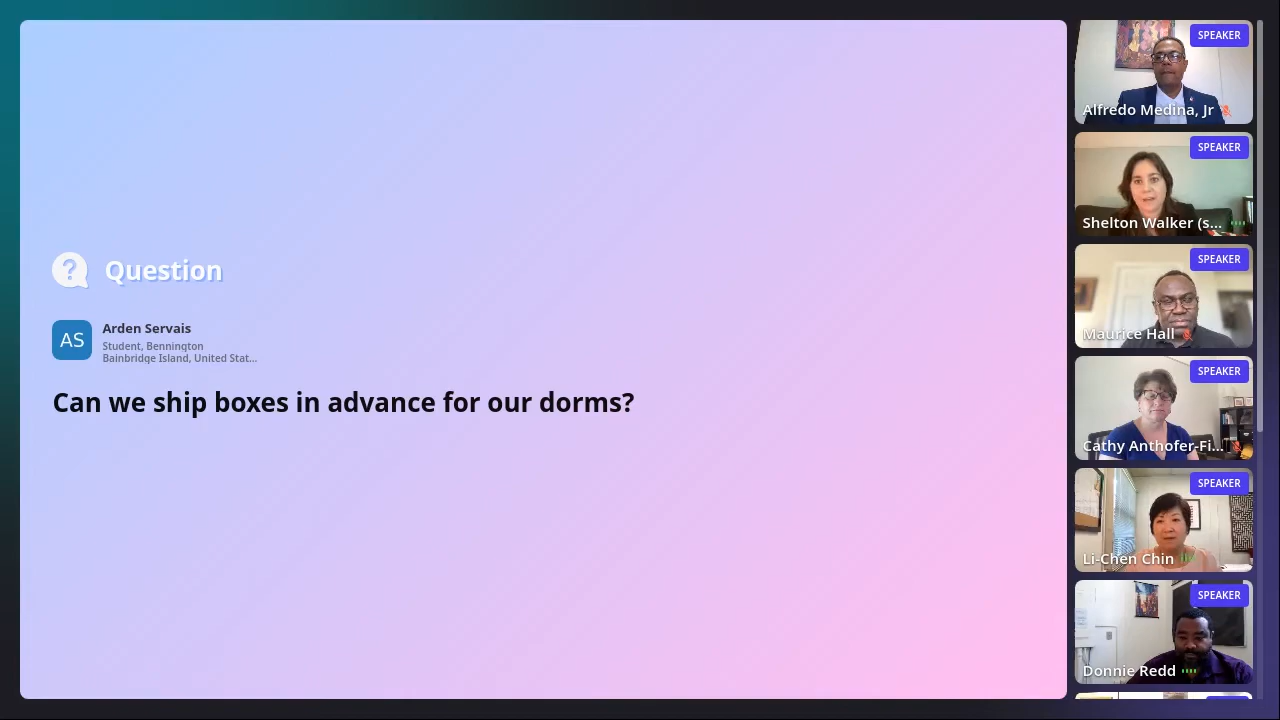 Question
AS
Arden Servais
Student, Bennington
Bainbridge Island, United Stat...
Can we ship boxes in advance for our dorms?
SPEAKER
Alfredo Medina, Jr
SPEAKER
Shelton Walker (s...
SPEAKER
Maurice Hall
SPEAKER
Cathy Anthofer-Fi...
SPEAKER
Li-Chen Chin
SPEAKER
Donnie Redd